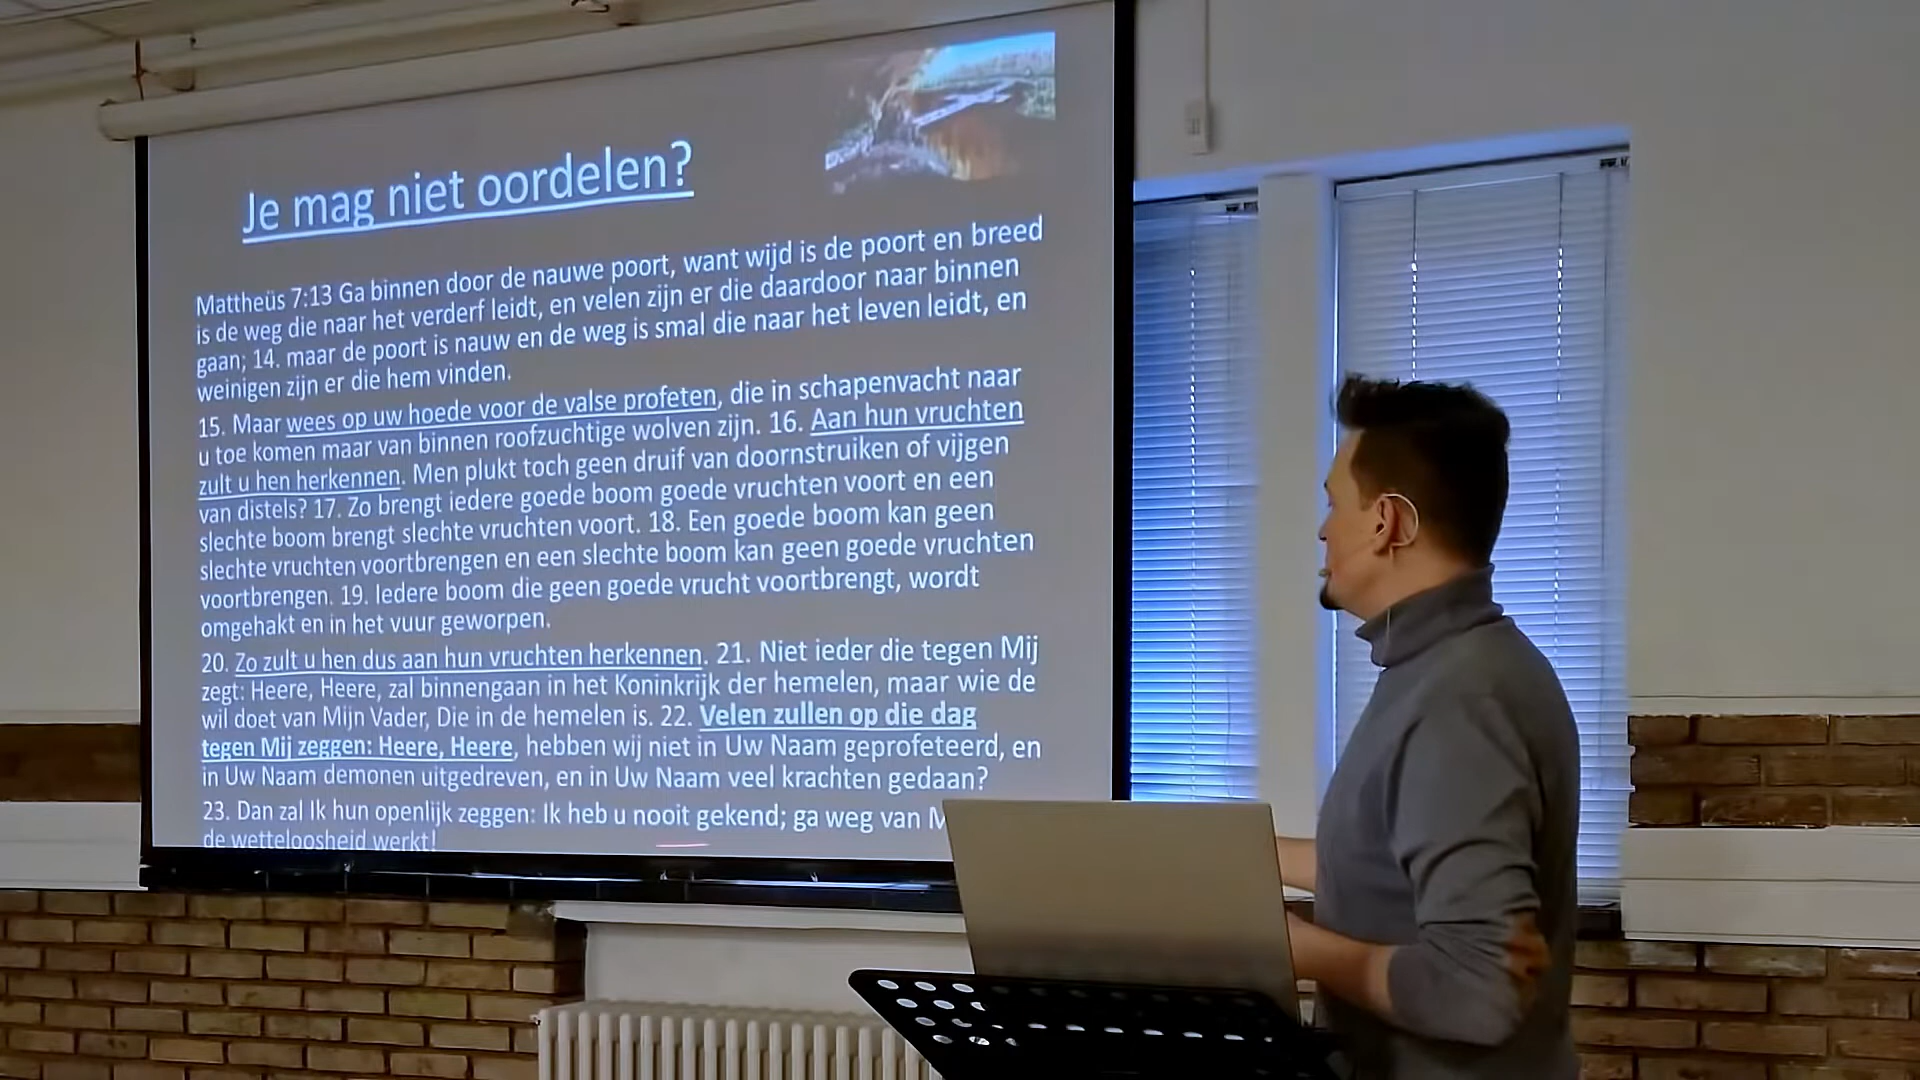 Je mag niet oordelen?
Mattheüs 7:13 Ga binnen door de nauwe poort, want wijd is de poort en breed
is de weg die naar het verderf leidt, en velen zijn er die daardoor naar binnen
gaan; 14. maar de poort is nauw en de weg is smal die naar het leven leidt, en
weinigen zijn er die hem vinden.
15. Maar wees op uw hoede voor de valse profeten, die in schapenvacht naar
u toe komen maar van binnen roofzuchtige wolven zijn. 16. Aan hun vruchten
zult u hen herkennen. Men plukt toch geen druif van doornstruiken of vijgen
van distels? 17. Zo brengt iedere goede boom goede vruchten voort en een
slechte boom brengt slechte vruchten voort. 18. Een goede boom kan geen
slechte vruchten voortbrengen en een slechte boom kan geen goede vruchten
voortbrengen. 19. Iedere boom die geen goede vrucht voortbrengt, wordt
omgehakt en in het vuur geworpen.
20. Zo zult u hen dus aan hun vruchten herkennen. 21. Niet ieder die tegen Mij
zegt: Heere, Heere, zal binnengaan in het Koninkrijk der hemelen, maar wie de
wil doet van Mijn Vader, Die in de hemelen is. 22. Velen zullen op die dag
tegen Mij zeggen: Heere, Heere, hebben wij niet in Uw Naam geprofeteerd, en
in Uw Naam demonen uitgedreven, en in Uw Naam veel krachten gedaan?
23. Dan zal Ik hun openlijk zeggen: Ik heb u nooit gekend; ga weg van
de wetteloosheid werkt!